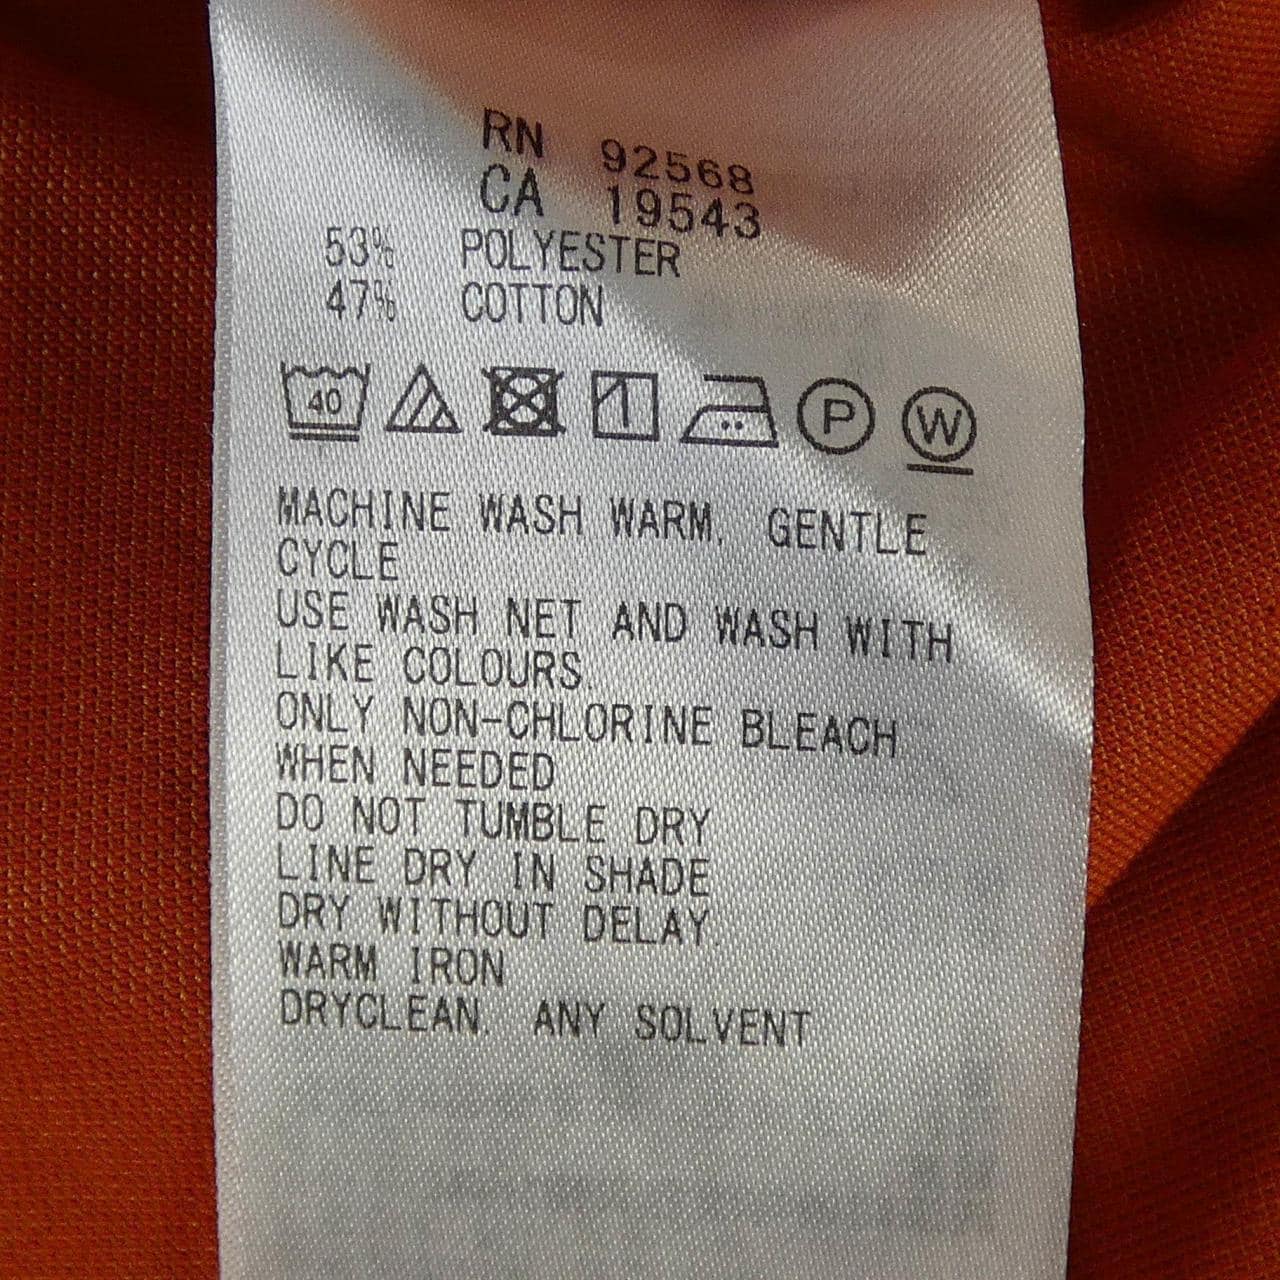 RN 92568
CA 19543
53% POLYESTER
47% COTTON
40 P W
MACHINE WASH WARM, GENTLE
CYCLE
USE WASH NET AND WASH WITH
LIKE COLOURS.
ONLY NON-CHLORINE BLEACH
WHEN NEEDED
DO NOT TUMBLE DRY
LINE DRY IN SHADE
DRY WITHOUT DELAY.
WARM IRON
DRYCLEAN, ANY SOLVENT